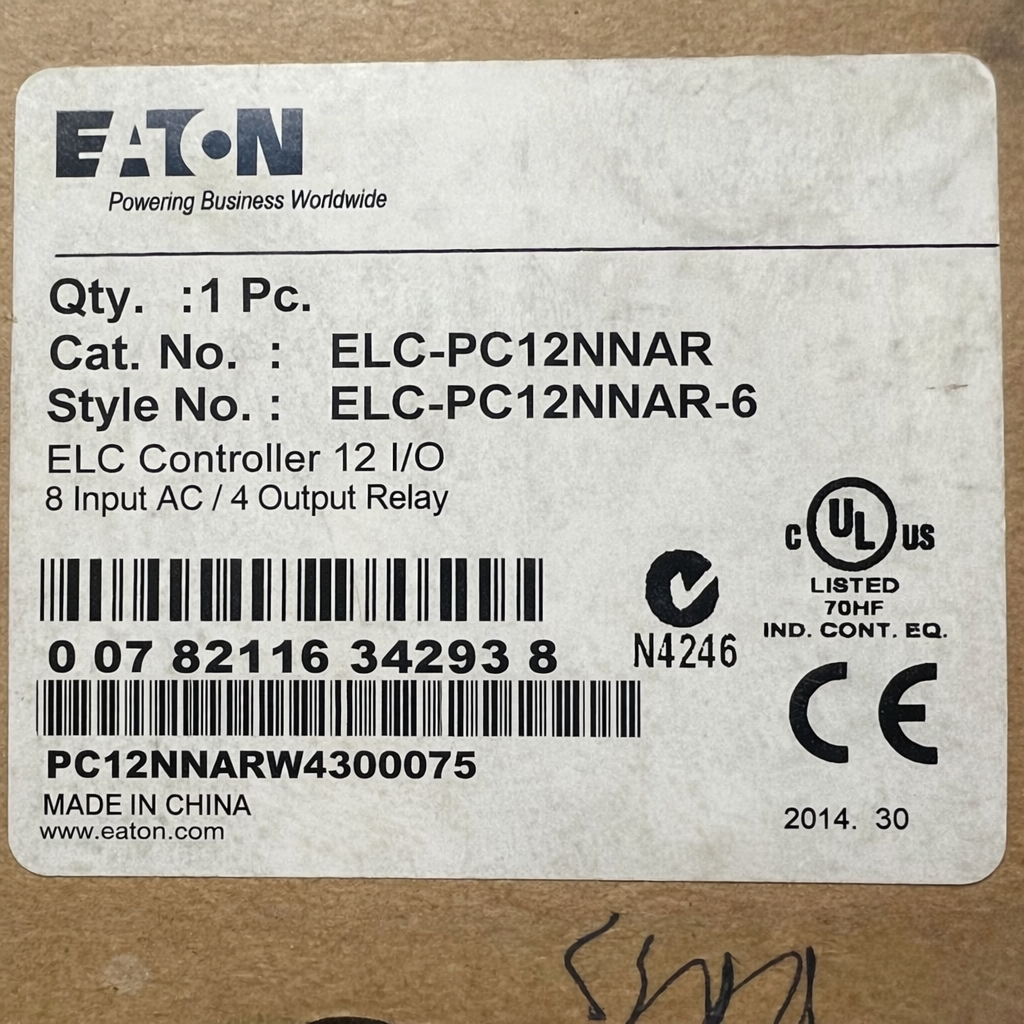 EATON
Powering Business Worldwide
Qty. :1 Pc.
Cat. No. : ELC-PC12NNAR
Style No. : ELC-PC12NNAR-6
ELC Controller 12 I/O
8 Input AC / 4 Output Relay
C UL US
LISTED
70HF
IND. CONT. EQ.
N4246
0 07 82116 34293 8
CE
PC12NNARW4300075
MADE IN CHINA
www.eaton.com
2014. 30